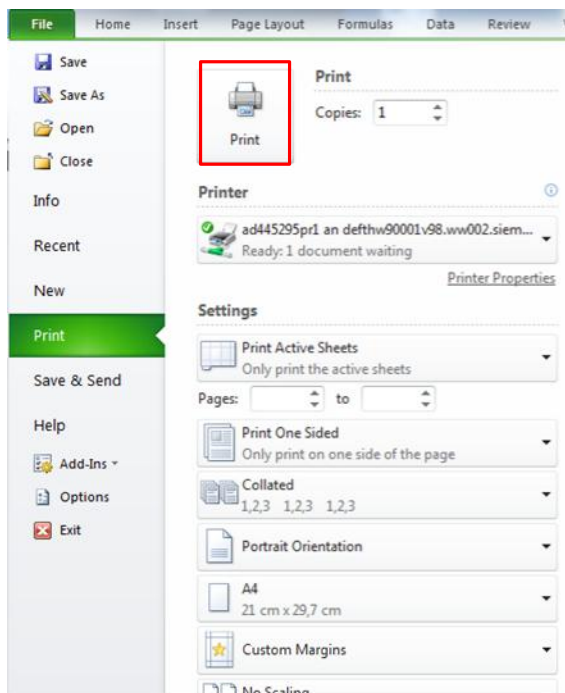 File Home Insert Page Layout Formulas Data Review
Save
Save As
Open
Close
Info
Recent
New
Print
Save & Send
Help
Add-Ins
Options
Exit
Print
Print
Copies: 1
Printer
ad445295pr1 an defthw90001v98.ww002.siem...
Ready: 1 document waiting
Printer Properties
Settings
Print Active Sheets
Only print the active sheets
Pages: to
Print One Sided
Only print on one side of the page
Collated
1,2,3 1,2,3 1,2,3
Portrait Orientation
A4
21 cm x 29,7 cm
Custom Margins
No Scaling